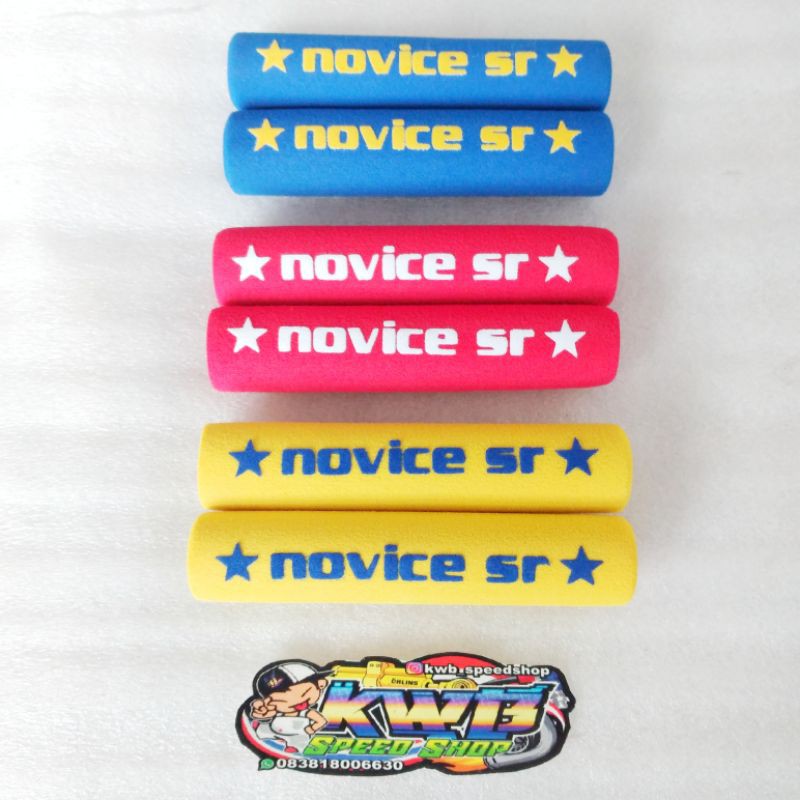 ★ novice sr ★
★ novice sr ★
★ novice sr ★
★ novice sr ★
★ novice sr ★
★ novice sr ★
kwb.speedshop
ÖHLINS
KWB
SPEED SHOP
083818006630